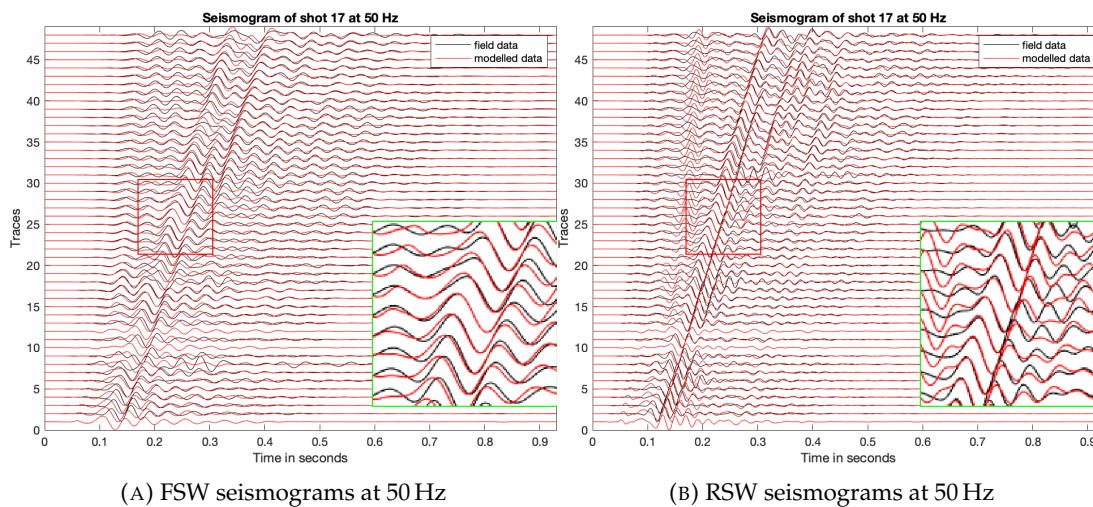 Seismogram of shot 17 at 50 Hz
field data
modelled data
45
40
35
30
25
20
15
10
5
0
Traces
0 0.1 0.2 0.3 0.4 0.5 0.6 0.7 0.8 0.9
Time in seconds
(A) FSW seismograms at 50 Hz
Seismogram of shot 17 at 50 Hz
field data
modelled data
45
40
35
30
25
20
15
10
5
0
Traces
0 0.1 0.2 0.3 0.4 0.5 0.6 0.7 0.8 0.9
Time in seconds
(B) RSW seismograms at 50 Hz